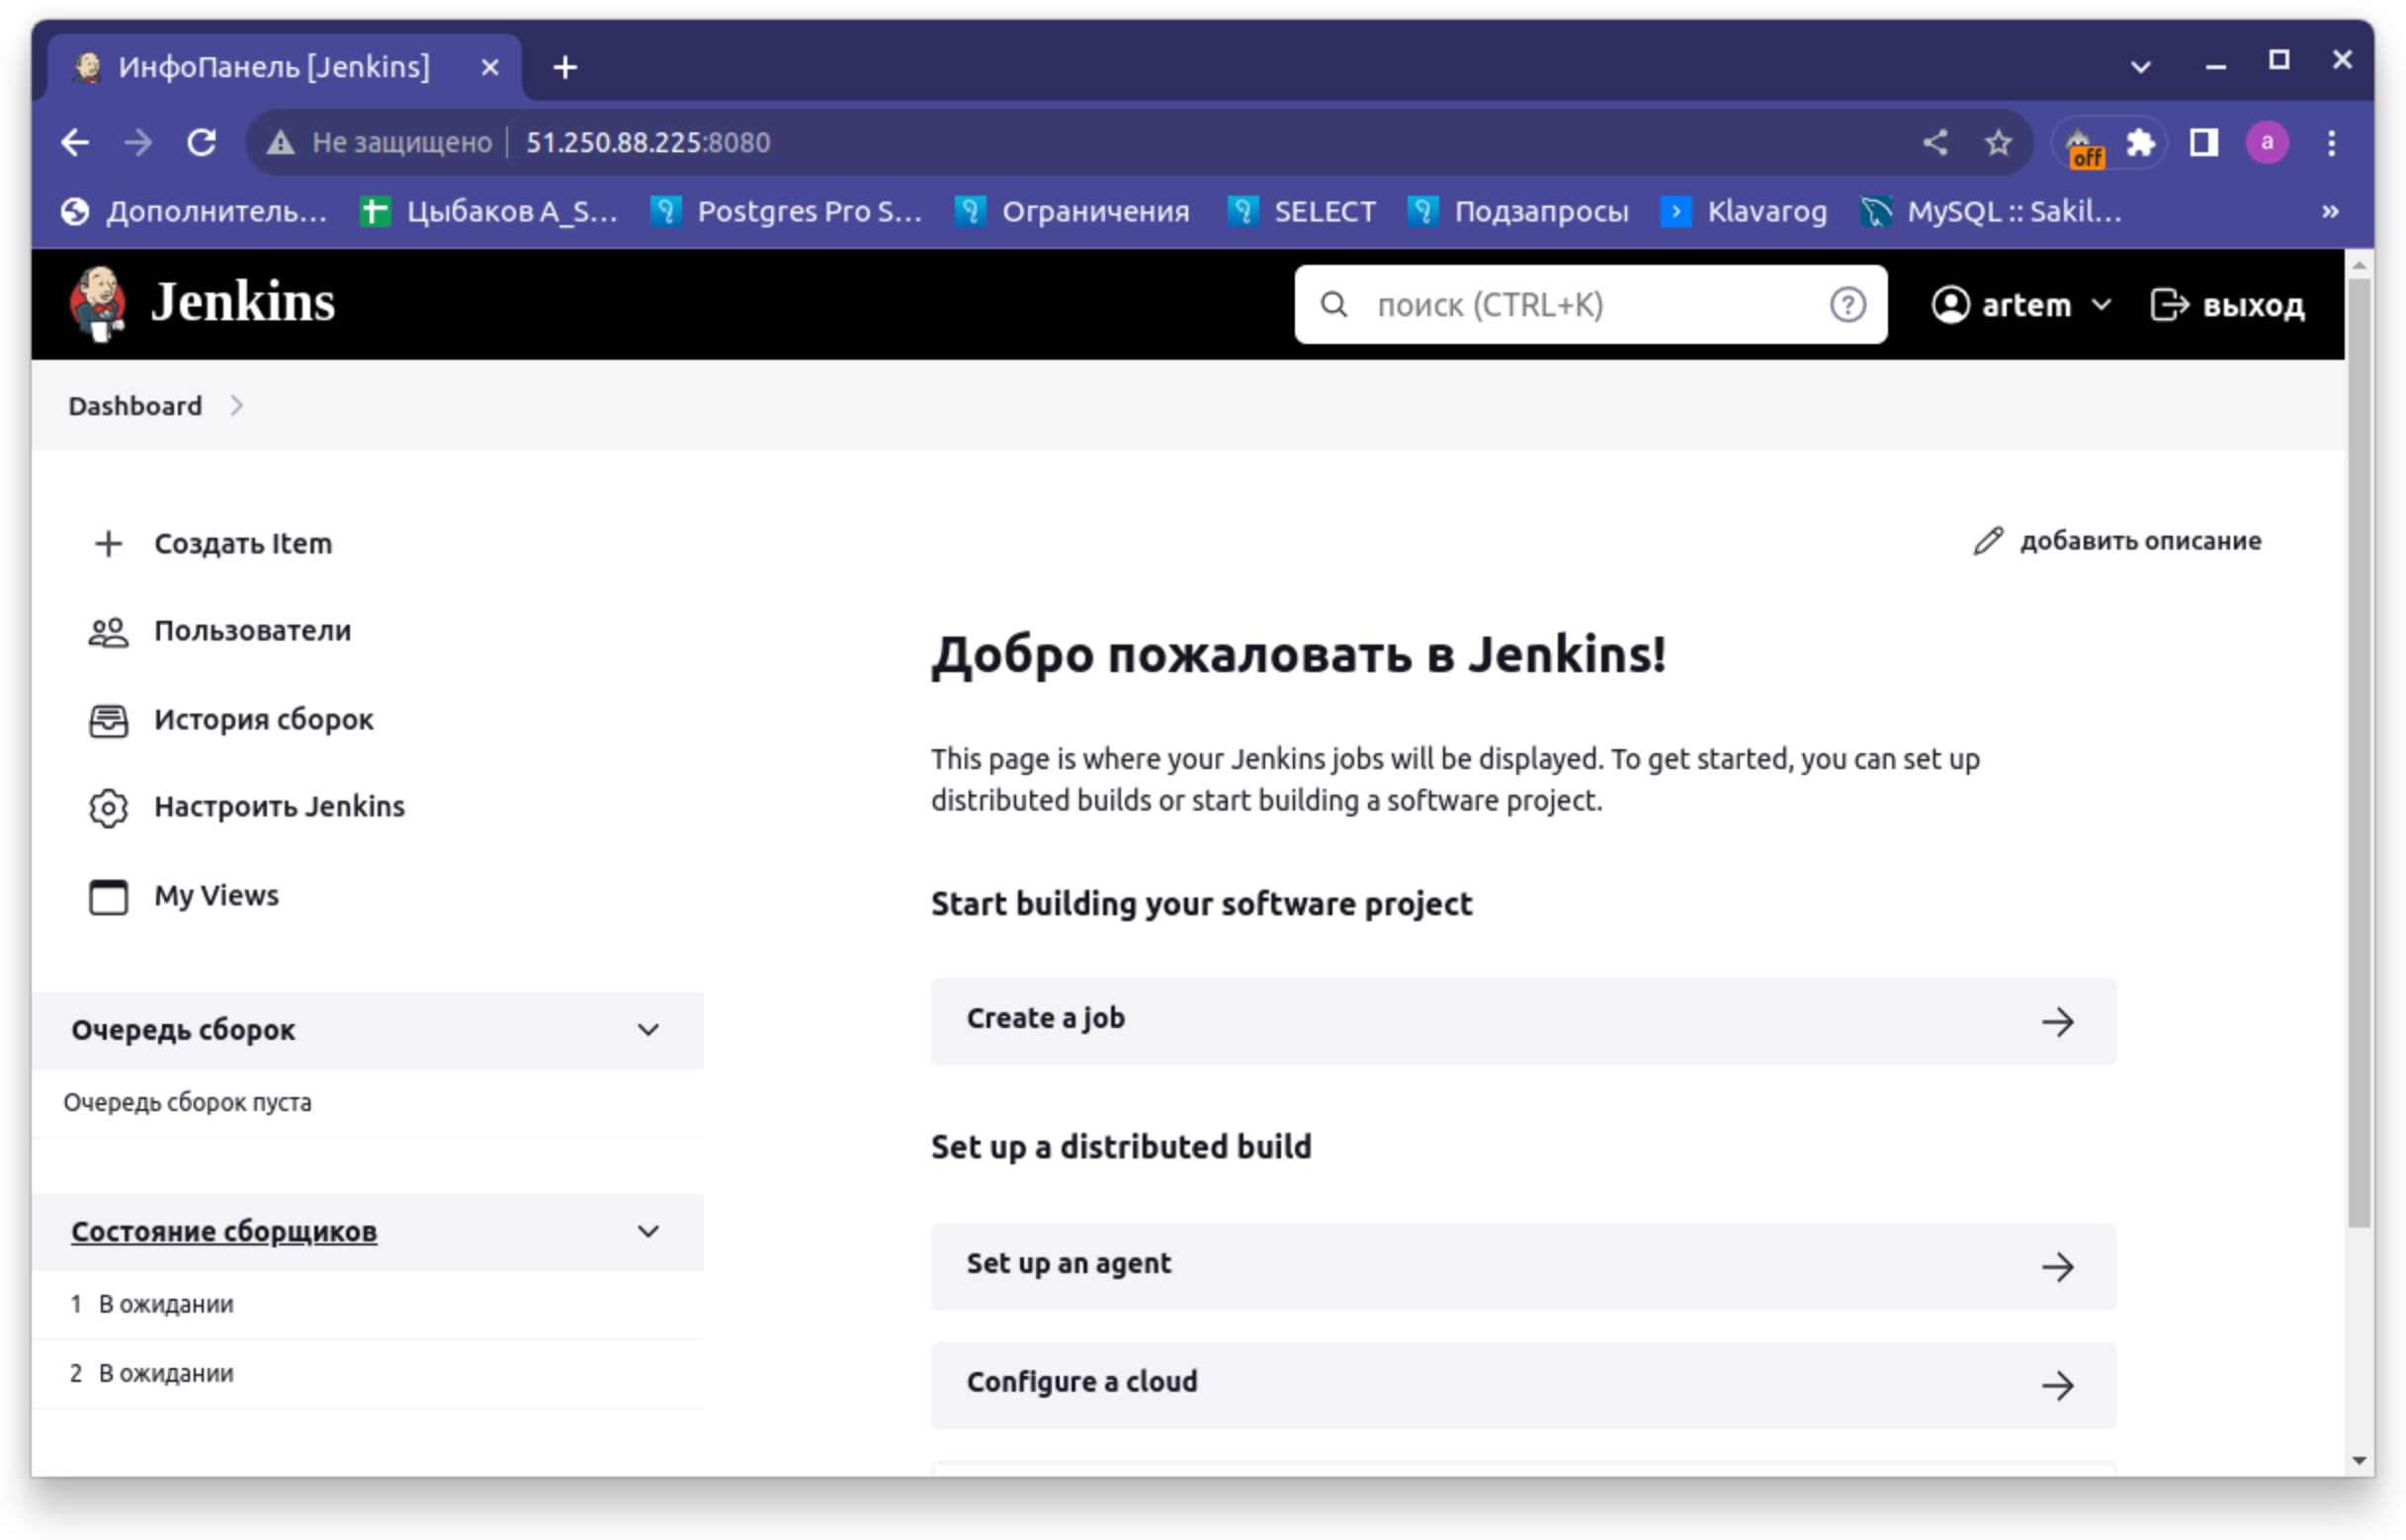 ИнфоПанель [Jenkins]
Не защищено 51.250.88.225:8080
off
a
Дополнитель... Цыбаков А_S... Postgres Pro S... Ограничения SELECT Подзапросы Klavarog MySQL :: Sakil... »
Jenkins поиск (CTRL+K) ? artem выход
Dashboard
Создать Item
добавить описание
Пользователи
История сборок
Настроить Jenkins
My Views
Очередь сборок
Очередь сборок пуста
Состояние сборщиков
1 В ожидании
2 В ожидании
Добро пожаловать в Jenkins!
This page is where your Jenkins jobs will be displayed. To get started, you can set up
distributed builds or start building a software project.
Start building your software project
Create a job
Set up a distributed build
Set up an agent
Configure a cloud